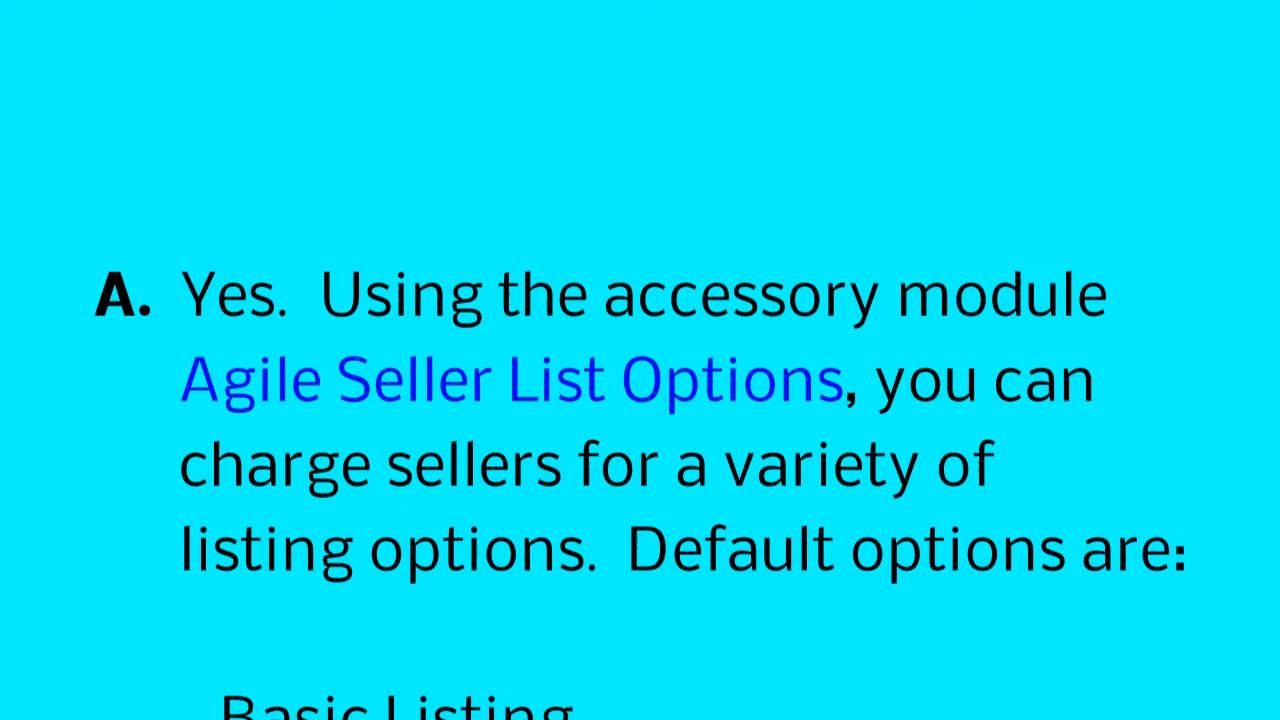 A. Yes.  Using the accessory module
Agile Seller List Options, you can
charge sellers for a variety of
listing options.  Default options are:
Basic Listing